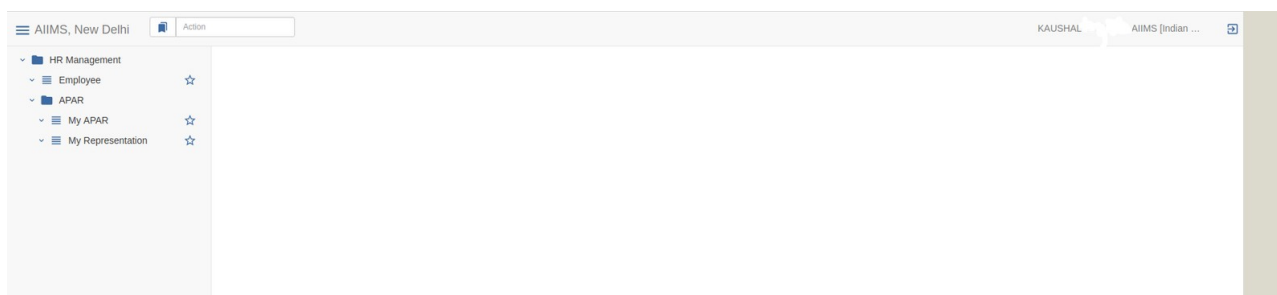 AIIMS, New Delhi Action KAUSHAL AIIMS [Indian ...
HR Management
Employee
APAR
My APAR
My Representation